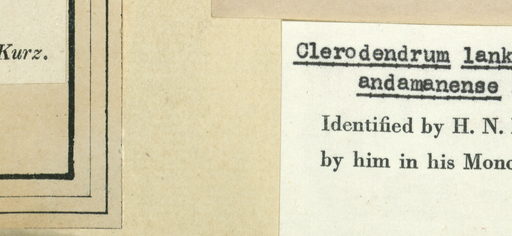 Kurz.
Clerodendrum lank
andamanense
Identified by H. N.
by him in his Mono